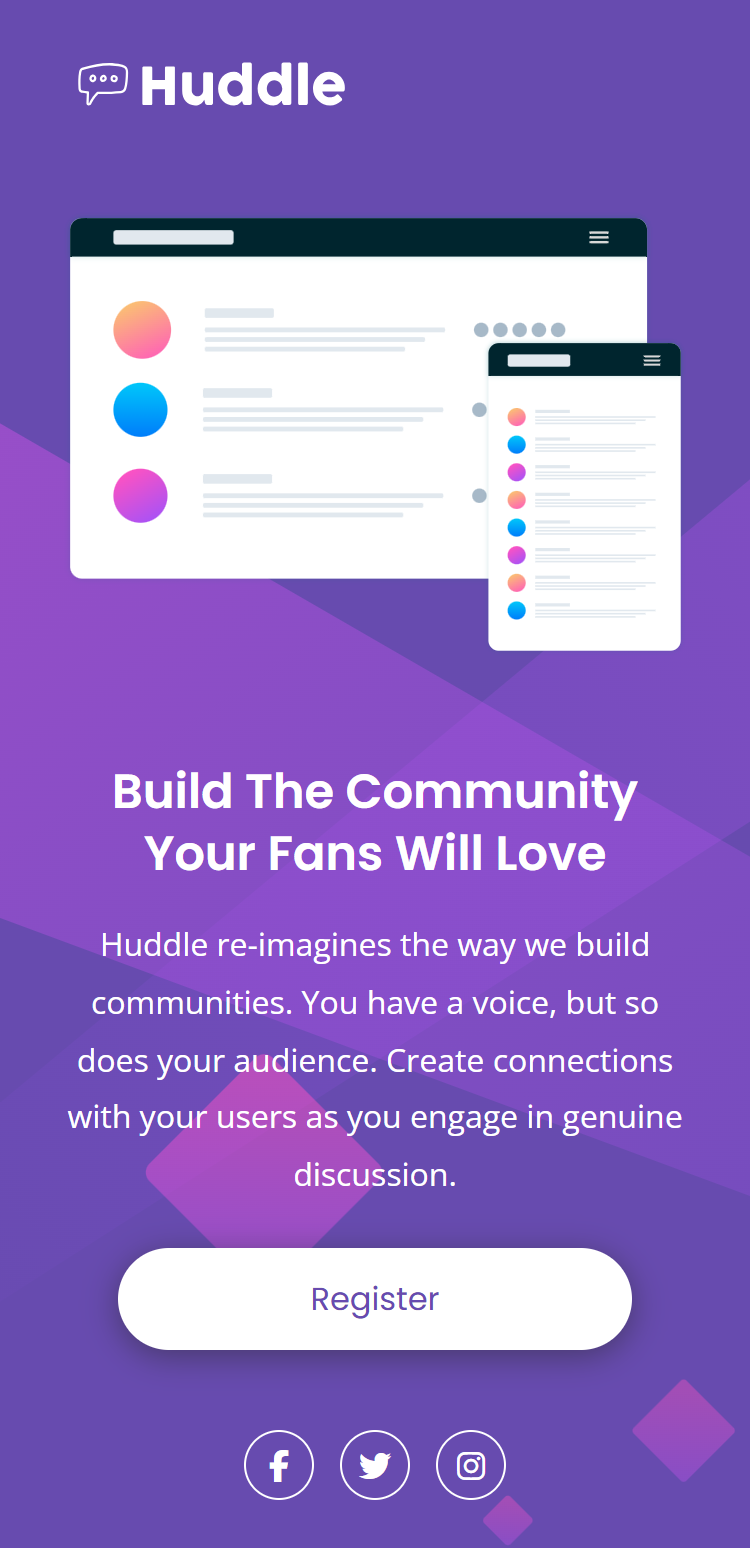 Huddle
Build The Community
Your Fans Will Love
Huddle re-imagines the way we build
communities. You have a voice, but so
does your audience. Create connections
with your users as you engage in genuine
discussion.
Register